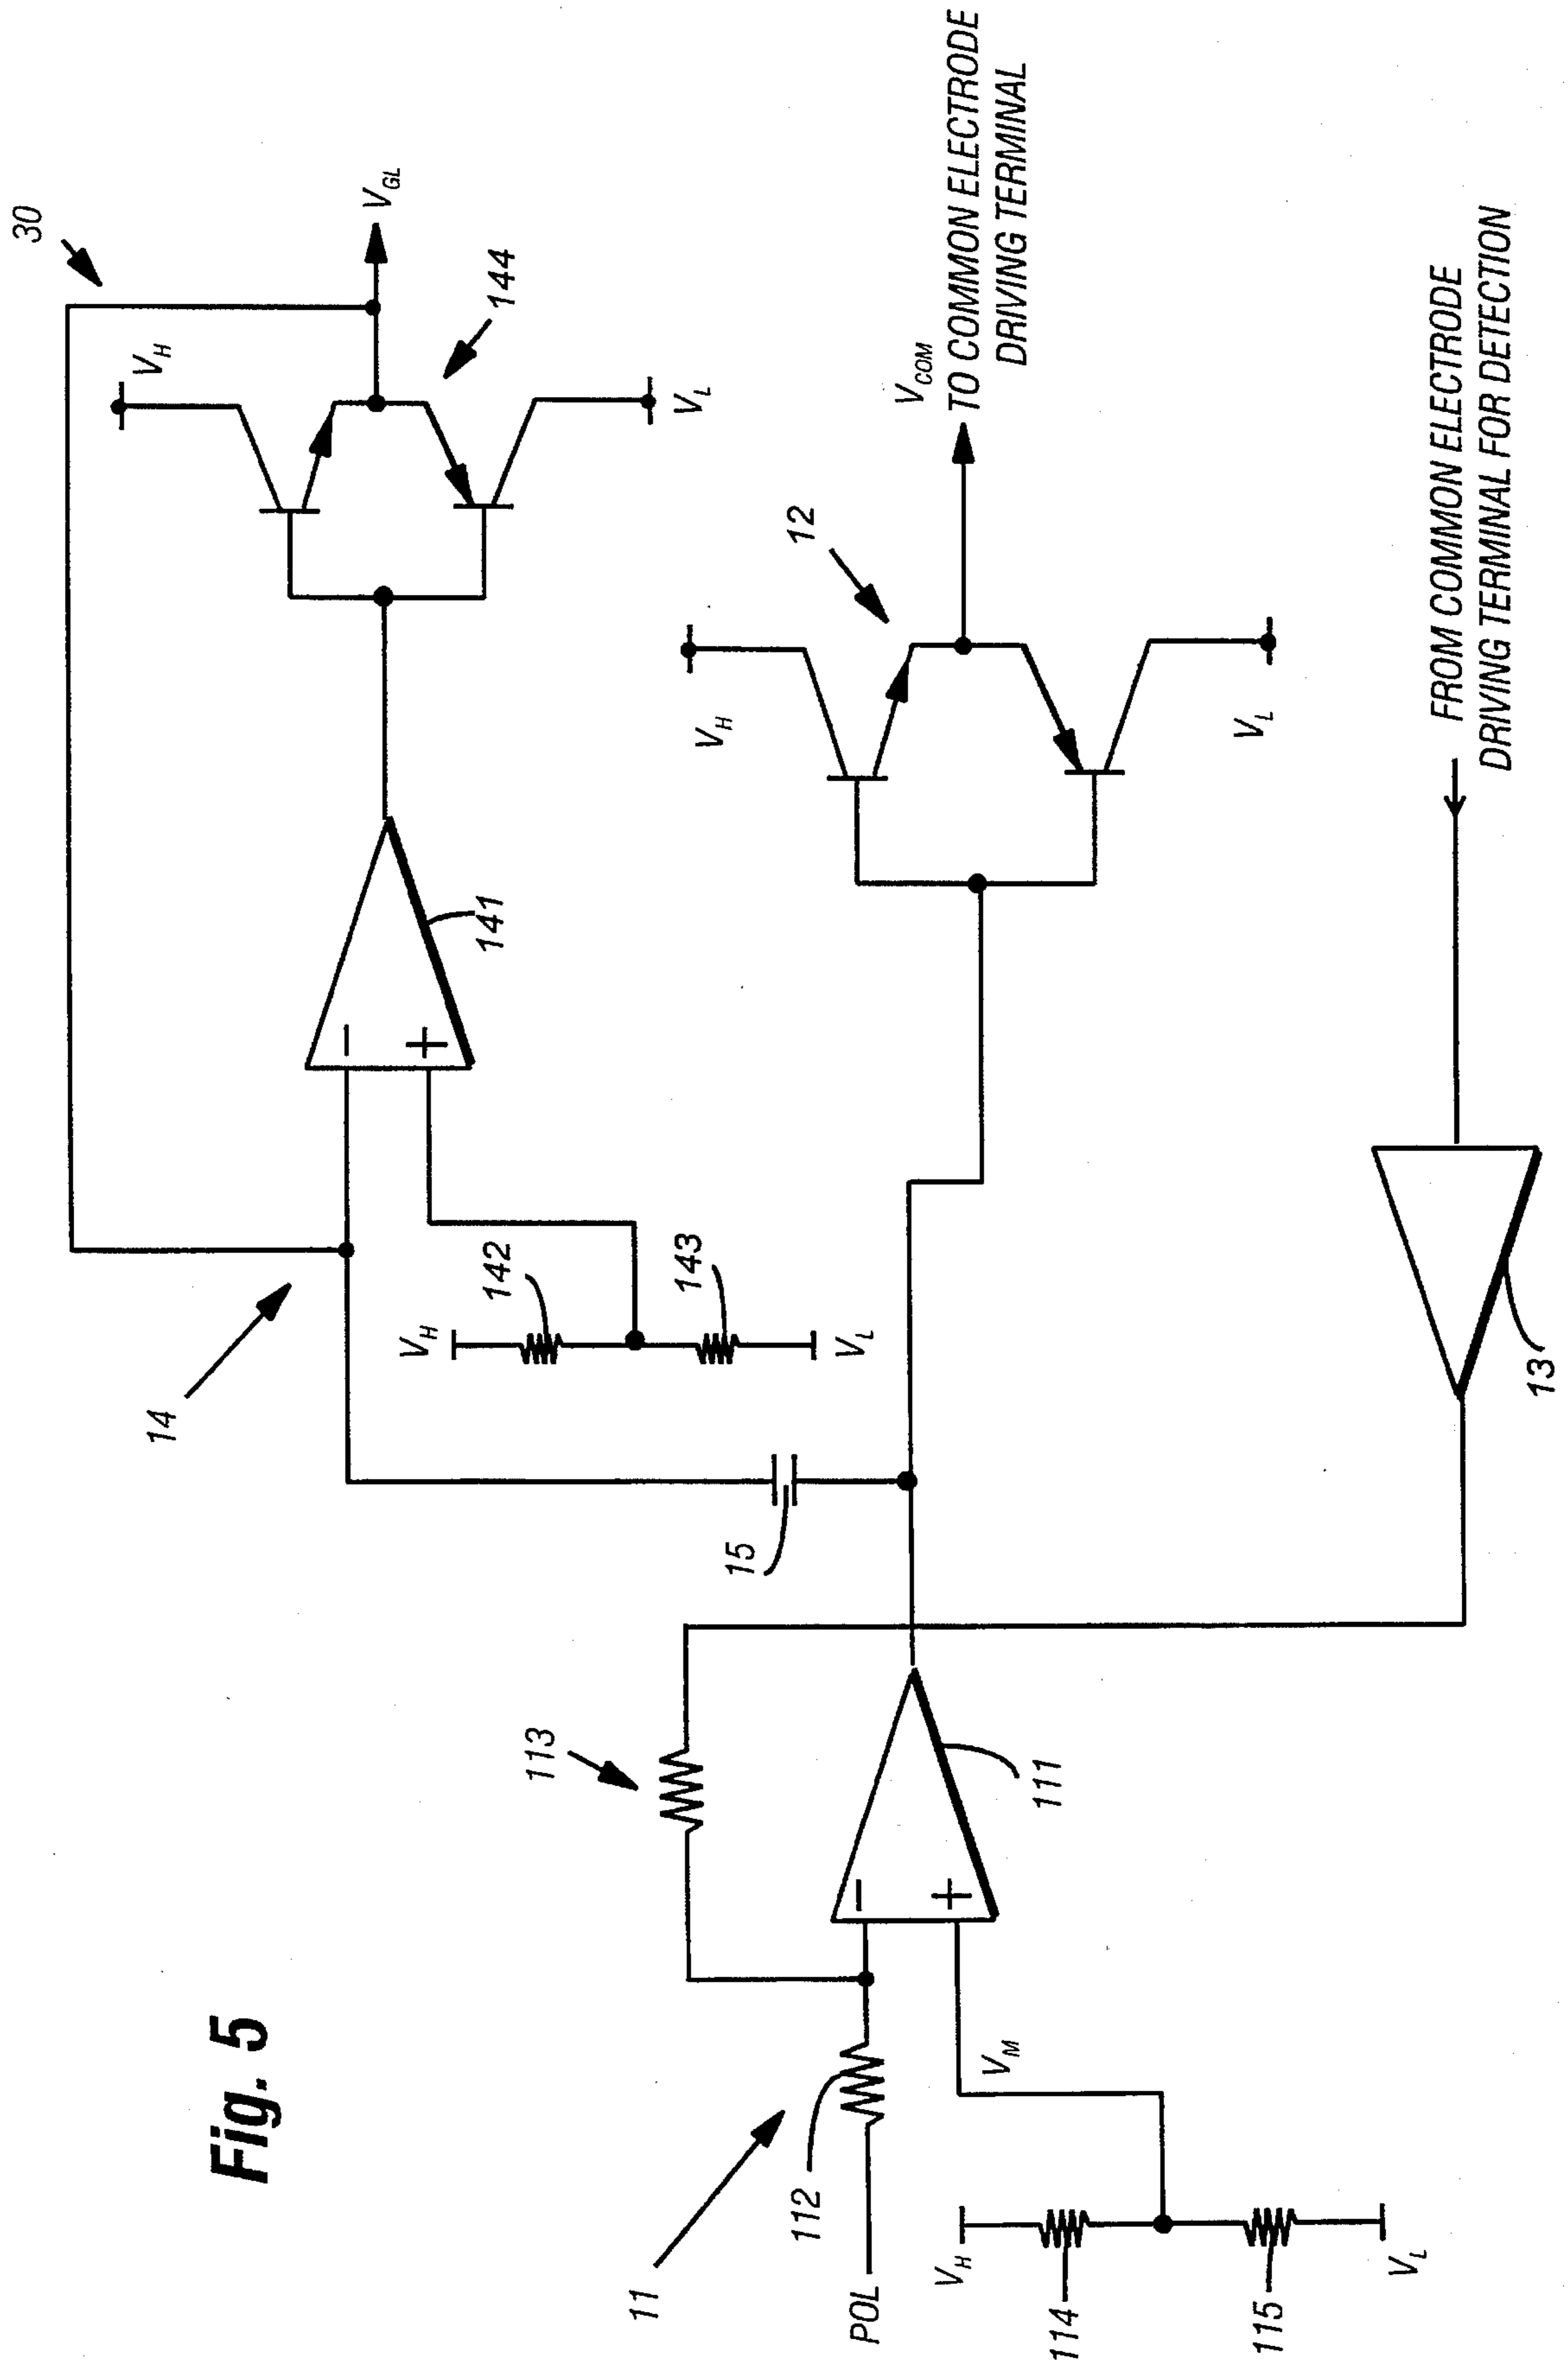 Fig. 5
30
V_H
V_GL
144
V_L
141
14
V_H
142
143
V_L
15
12
V_H
V_L
V_COM
TO COMMON ELECTRODE
DRIVING TERMINAL
113
11
112
POL
111
V_M
V_H
114
115
V_L
13
FROM COMMON ELECTRODE
DRIVING TERMINAL FOR DETECTION
−
+
−
+